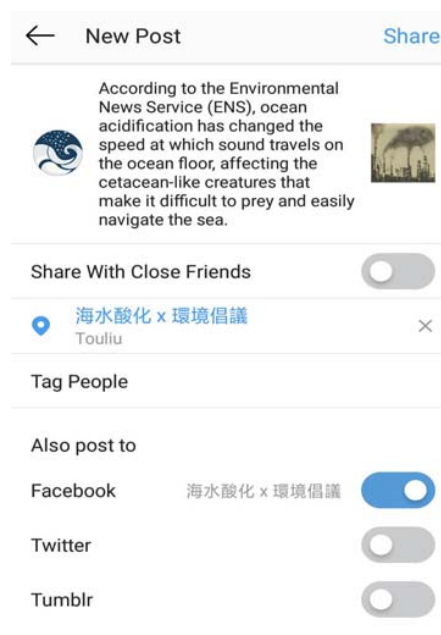 New Post
Share
According to the Environmental
News Service (ENS), ocean
acidification has changed the
speed at which sound travels on
the ocean floor, affecting the
cetacean-like creatures that
make it difficult to prey and easily
navigate the sea.
Share With Close Friends
海水酸化 x 環境倡議
Touliu
Tag People
Also post to
Facebook 海水酸化 x 環境倡議
Twitter
Tumblr